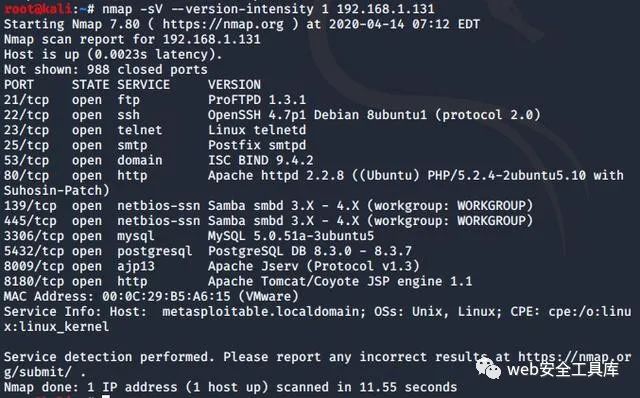 root@kali:~# nmap -sV --version-intensity 1 192.168.1.131
Starting Nmap 7.80 ( https://nmap.org ) at 2020-04-14 07:12 EDT
Nmap scan report for 192.168.1.131
Host is up (0.0023s latency).
Not shown: 988 closed ports
PORT     STATE SERVICE     VERSION
21/tcp   open  ftp         ProFTPD 1.3.1
22/tcp   open  ssh         OpenSSH 4.7p1 Debian 8ubuntu1 (protocol 2.0)
23/tcp   open  telnet      Linux telnetd
25/tcp   open  smtp        Postfix smtpd
53/tcp   open  domain      ISC BIND 9.4.2
80/tcp   open  http        Apache httpd 2.2.8 ((Ubuntu) PHP/5.2.4-2ubuntu5.10 with
Suhosin-Patch)
139/tcp  open  netbios-ssn Samba smbd 3.X - 4.X (workgroup: WORKGROUP)
445/tcp  open  netbios-ssn Samba smbd 3.X - 4.X (workgroup: WORKGROUP)
3306/tcp open  mysql       MySQL 5.0.51a-3ubuntu5
5432/tcp open  postgresql  PostgreSQL DB 8.3.0 - 8.3.7
8009/tcp open  ajp13       Apache Jserv (Protocol v1.3)
8180/tcp open  http        Apache Tomcat/Coyote JSP engine 1.1
MAC Address: 00:0C:29:B5:A6:15 (VMware)
Service Info: Host:  metasploitable.localdomain; OSs: Unix, Linux; CPE: cpe:/o:linu
x:linux_kernel
Service detection performed. Please report any incorrect results at https://nmap.or
g/submit/ .
Nmap done: 1 IP address (1 host up) scanned in 11.55 seconds
web安全工具库